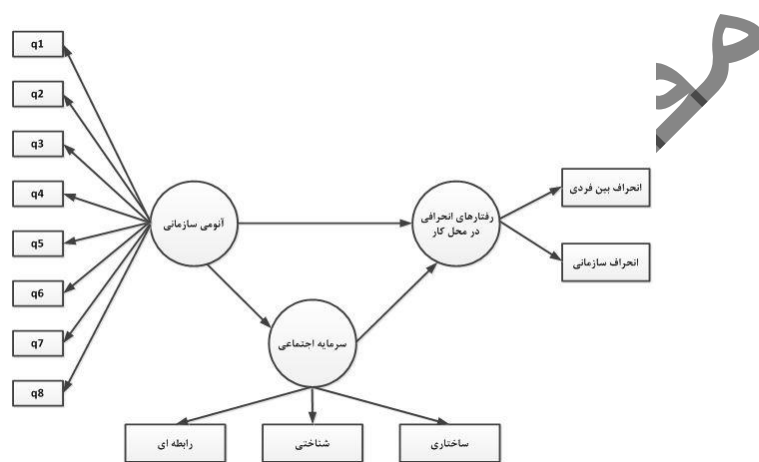 q1
q2
q3
q4
q5
q6
q7
q8
آنومی سازمانی
رفتارهای انحرافی
در محل کار
انحراف بین فردی
انحراف سازمانی
سرمایه اجتماعی
ساختاری
شناختی
رابطه ای